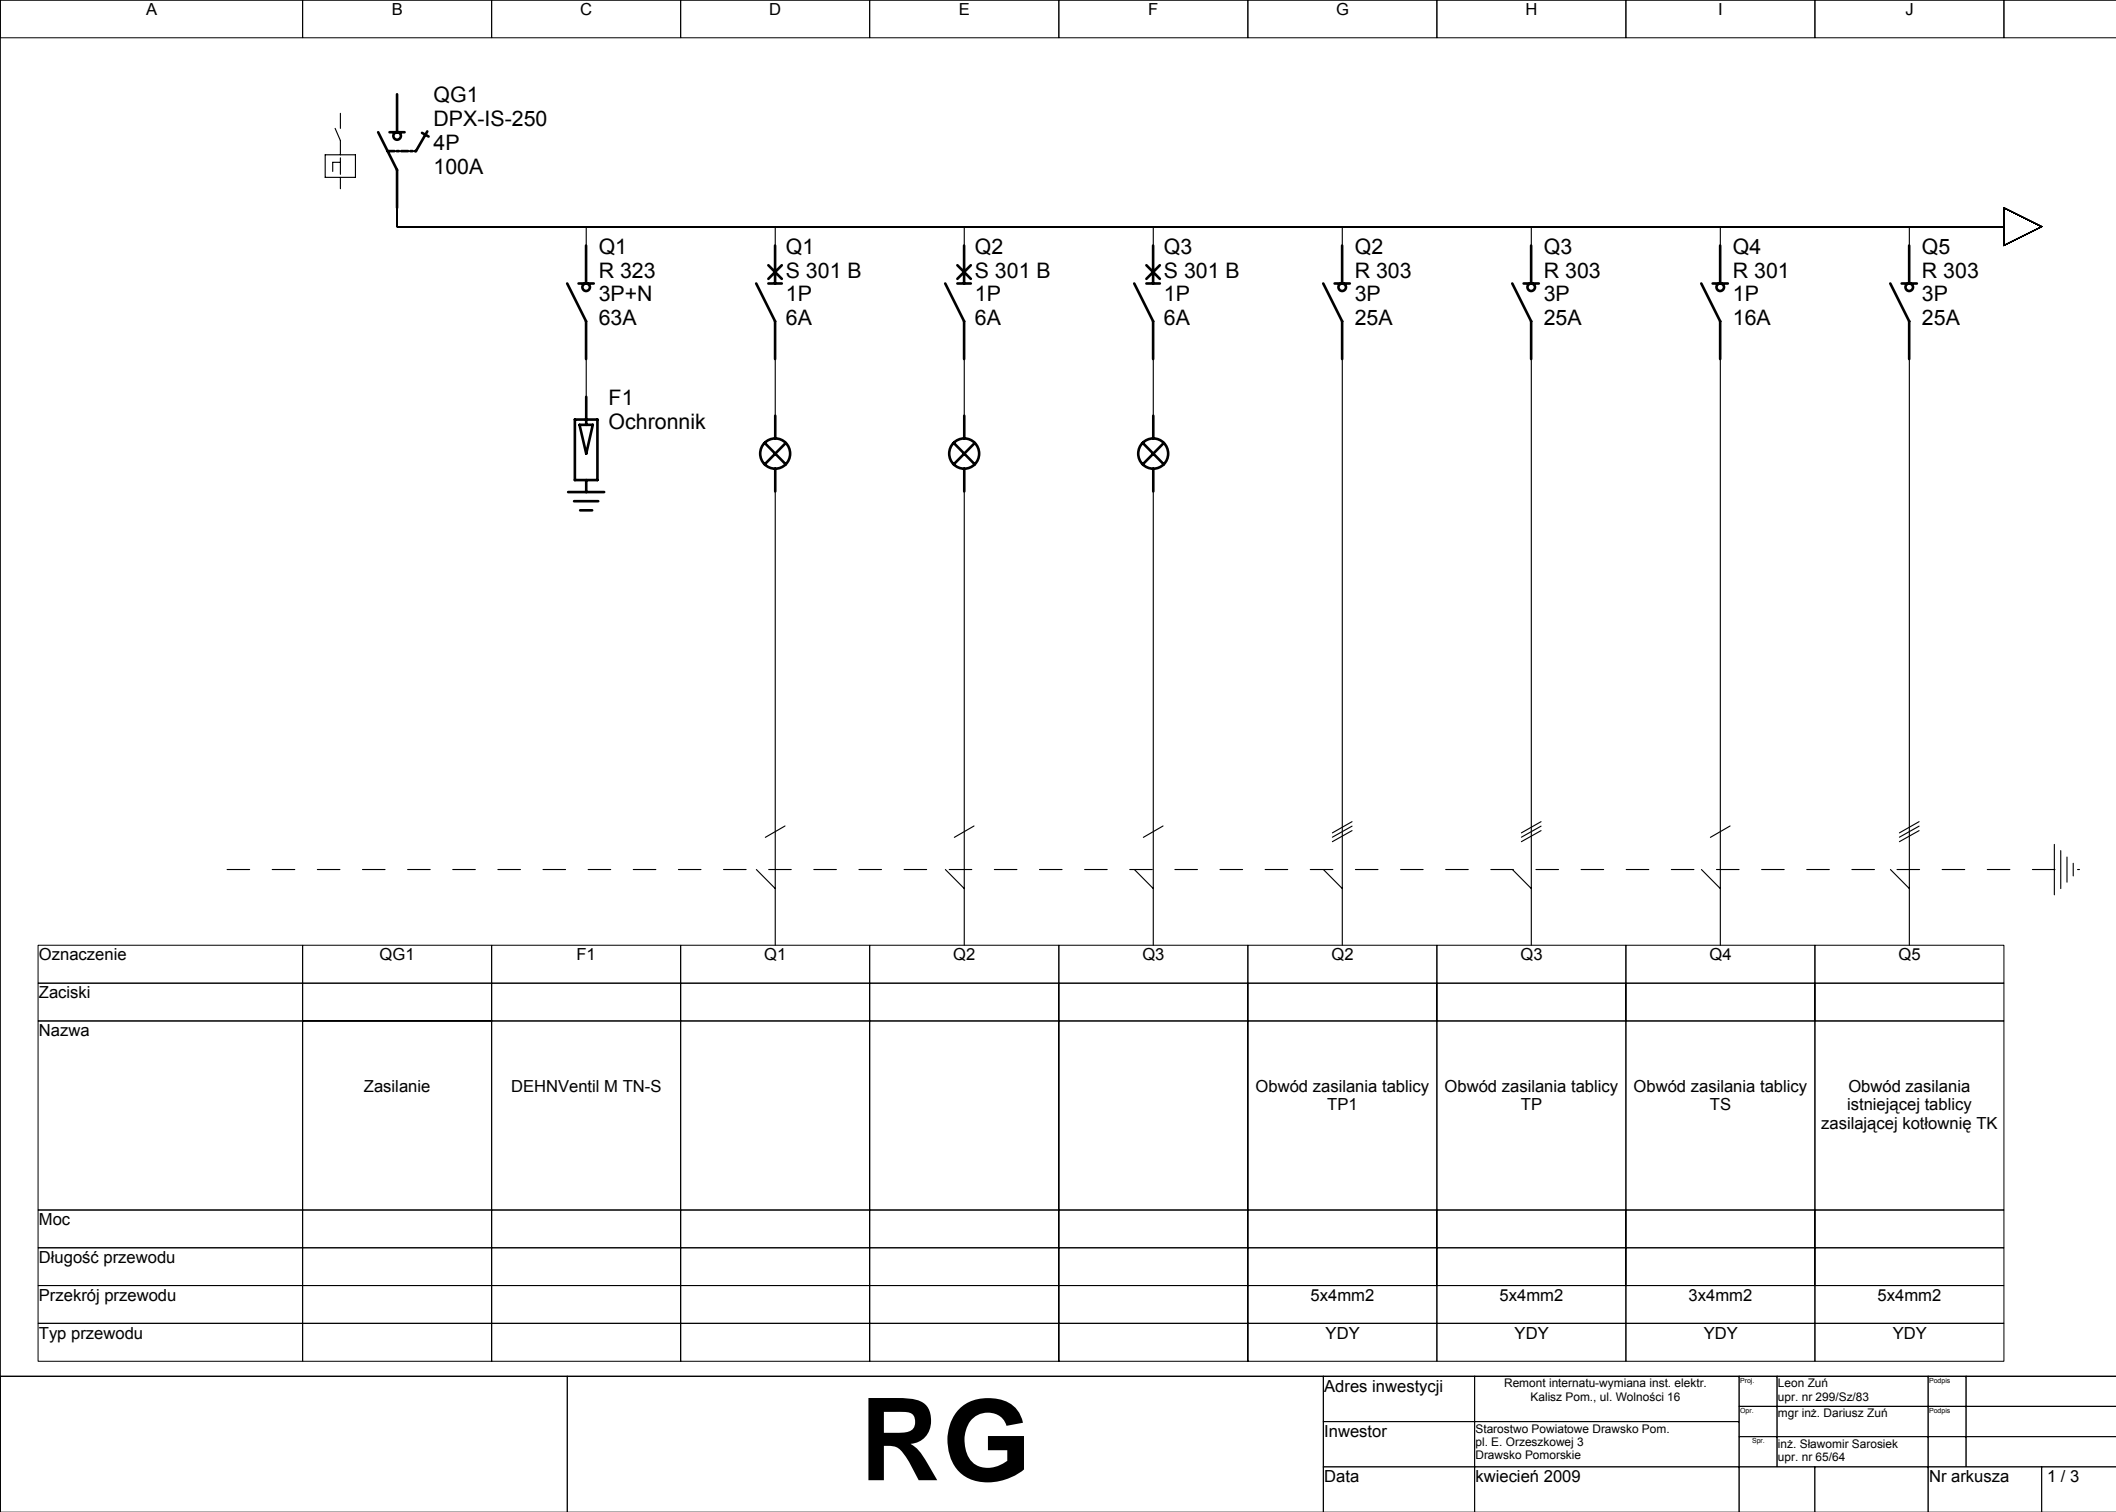 A B C D E F G H I J
QG1
DPX-IS-250
4P
100A
Q1
R 323
3P+N
63A
Q1
S 301 B
1P
6A
Q2
S 301 B
1P
6A
Q3
S 301 B
1P
6A
Q2
R 303
3P
25A
Q3
R 303
3P
25A
Q4
R 301
1P
16A
Q5
R 303
3P
25A
F1
Ochronnik
Oznaczenie QG1 F1 Q1 Q2 Q3 Q2 Q3 Q4 Q5
Zaciski
Nazwa
Zasilanie
DEHNVentil M TN-S
Obwód zasilania tablicy
TP1
Obwód zasilania tablicy
TP
Obwód zasilania tablicy
TS
Obwód zasilania
istniejącej tablicy
zasilającej kotłownię TK
Moc
Długość przewodu
Przekrój przewodu 5x4mm2 5x4mm2 3x4mm2 5x4mm2
Typ przewodu YDY YDY YDY YDY
RG
Adres inwestycji
Remont internatu-wymiana inst. elektr.
Kalisz Pom., ul. Wolności 16
Inwestor
Starostwo Powiatowe Drawsko Pom.
pl. E. Orzeszkowej 3
Drawsko Pomorskie
Data kwiecień 2009
Proj.
Leon Zuń
upr. nr 299/Sz/83
Podpis
Opr.
mgr inż. Dariusz Zuń
Podpis
Spr.
inż. Sławomir Sarosiek
upr. nr 65/64
Nr arkusza 1 / 3